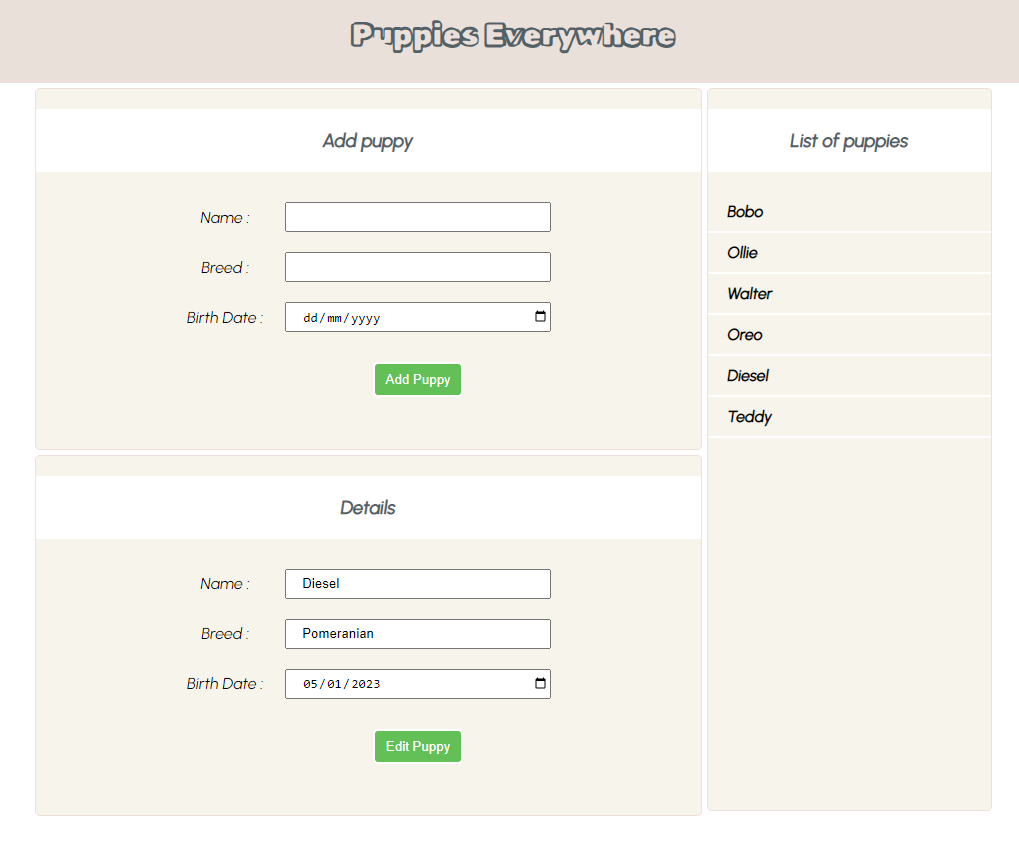 Puppies Everywhere
Add puppy
Name :
Breed :
Birth Date : dd/mm/yyyy
Add Puppy
Details
Name : Diesel
Breed : Pomeranian
Birth Date : 05/01/2023
Edit Puppy
List of puppies
Bobo
Ollie
Walter
Oreo
Diesel
Teddy